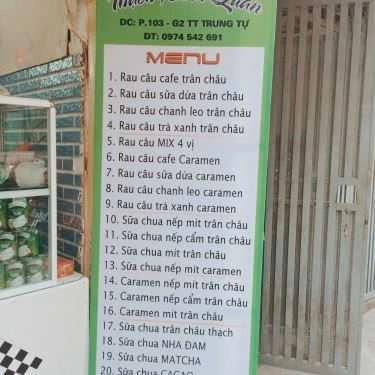 Quán
DC: P.103 - G2 TT TRUNG TỰ
DT: 0974 542 691
MENU
1. Rau câu cafe trân châu
2. Rau câu sữa dừa trân châu
3. Rau câu chanh leo trân châu
4. Rau câu trà xanh trân châu
5. Rau câu MIX 4 vị
6. Rau câu cafe Caramen
7. Rau câu sữa dừa caramen
8. Rau câu chanh leo caramen
9. Rau câu trà xanh caramen
10. Sữa chua nếp mít trân châu
11. Sữa chua nếp cẩm trân châu
12. Sữa chua mít trân châu
13. Sữa chua nếp mít caramen
14. Caramen nếp mít trân châu
15. Caramen nếp cẩm trân châu
16. Caramen mít trân châu
17. Sữa chua trân châu thạch
18. Sữa chua NHA ĐAM
19. Sữa chua MATCHA
20. Sữa chua CACAO